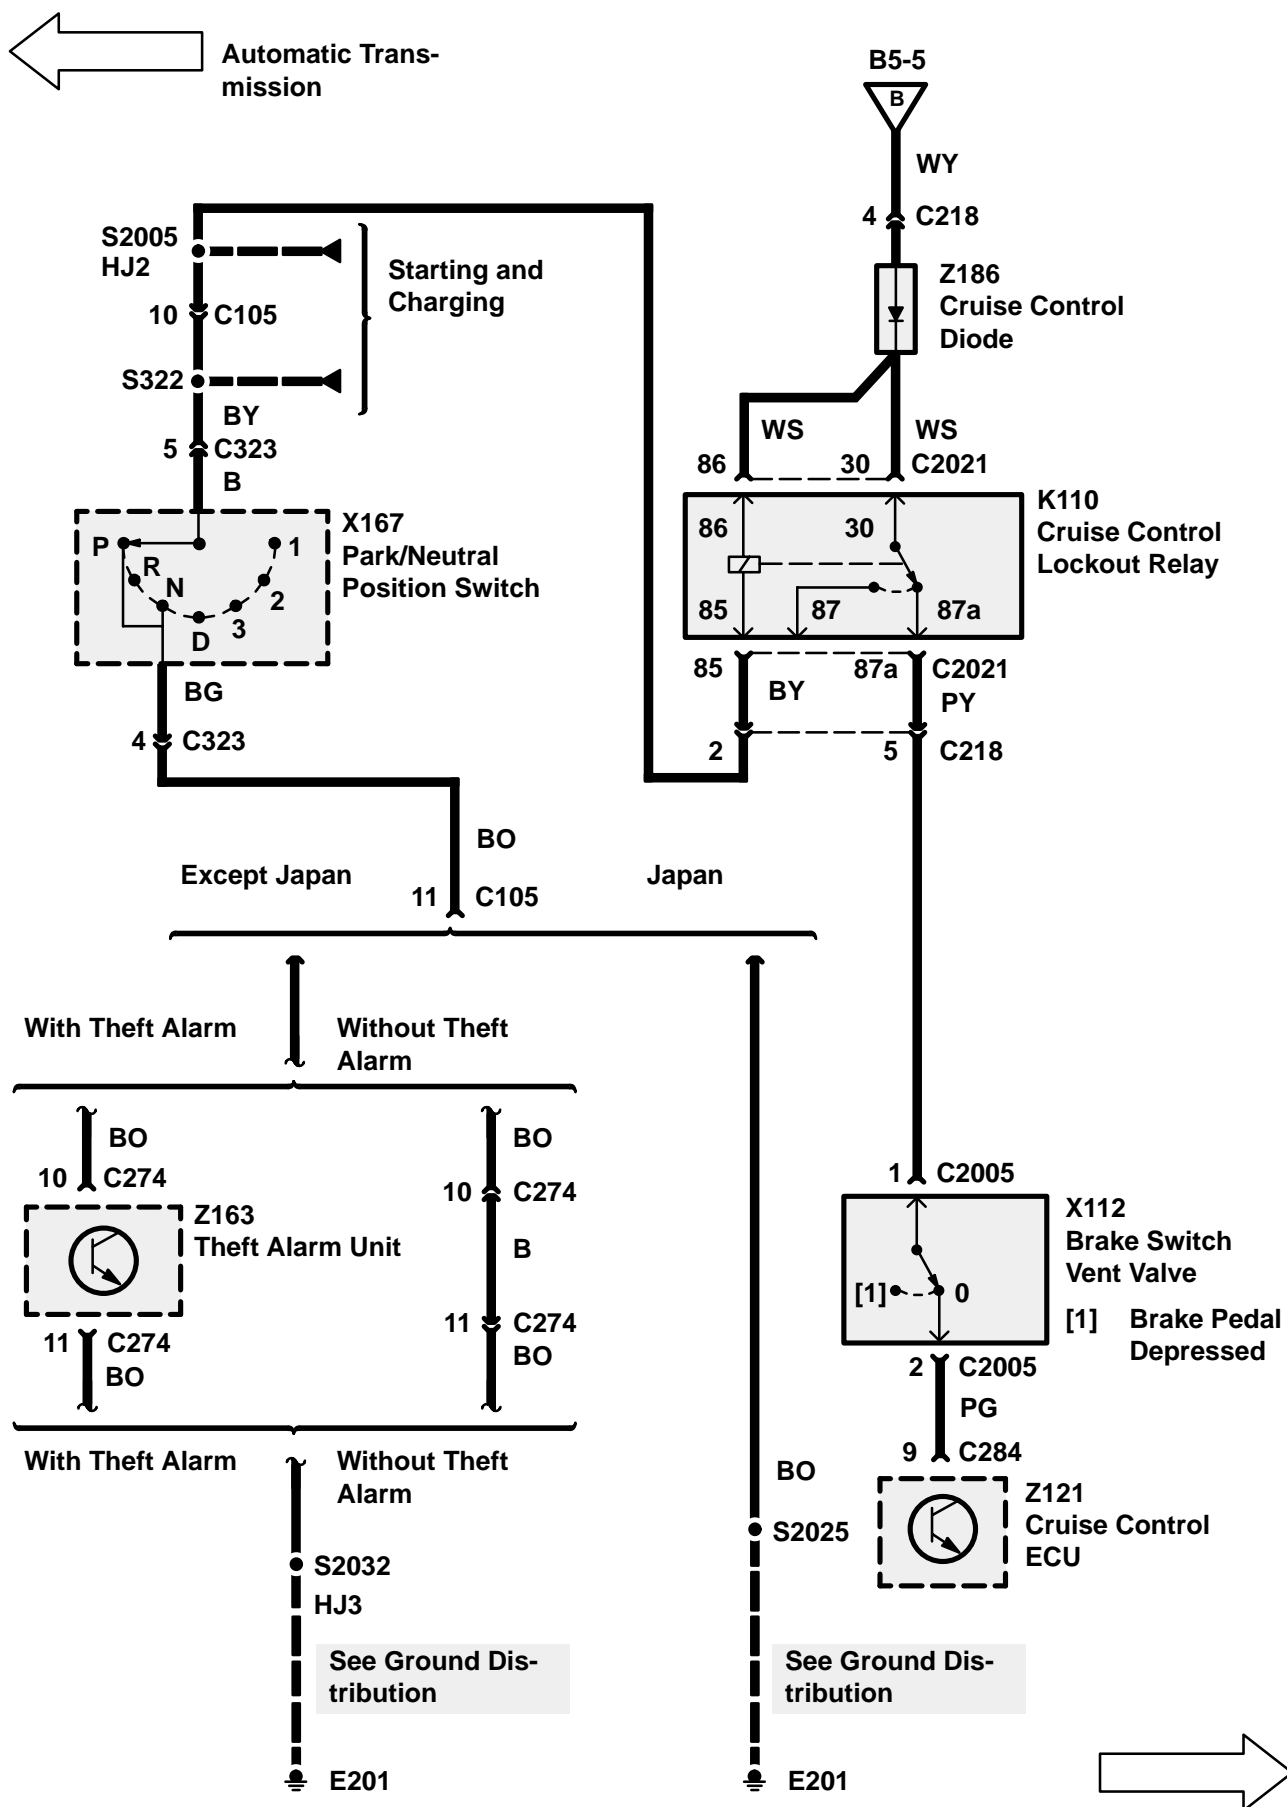 Automatic Trans-
mission
B5-5
B
WY
4 C218
S2005
HJ2
Starting and
Charging
Z186
Cruise Control
Diode
10 C105
S322
BY
5 C323
B
WS
WS
86 30 C2021
X167
Park/Neutral
Position Switch
P
R
N
D
3
2
1
K110
Cruise Control
Lockout Relay
86 30
85 87 87a
BG
85 87a C2021
BY PY
4 C323
2 5 C218
BO
Except Japan
Japan
11 C105
With Theft Alarm
Without Theft
Alarm
BO
BO
10 C274
10 C274
1 C2005
Z163
Theft Alarm Unit
B
X112
Brake Switch
Vent Valve
[1] 0
[1] Brake Pedal
Depressed
11 C274
BO
11 C274
BO
2 C2005
PG
9 C284
With Theft Alarm
Without Theft
Alarm
BO
Z121
Cruise Control
ECU
S2025
S2032
HJ3
See Ground Dis-
tribution
See Ground Dis-
tribution
E201
E201